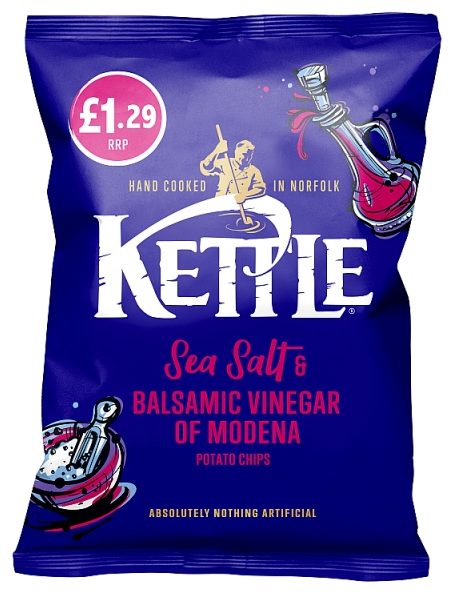 £1.29
RRP
HAND COOKED IN NORFOLK
KETTLE®
Sea Salt &
BALSAMIC VINEGAR
OF MODENA
POTATO CHIPS
ABSOLUTELY NOTHING ARTIFICIAL